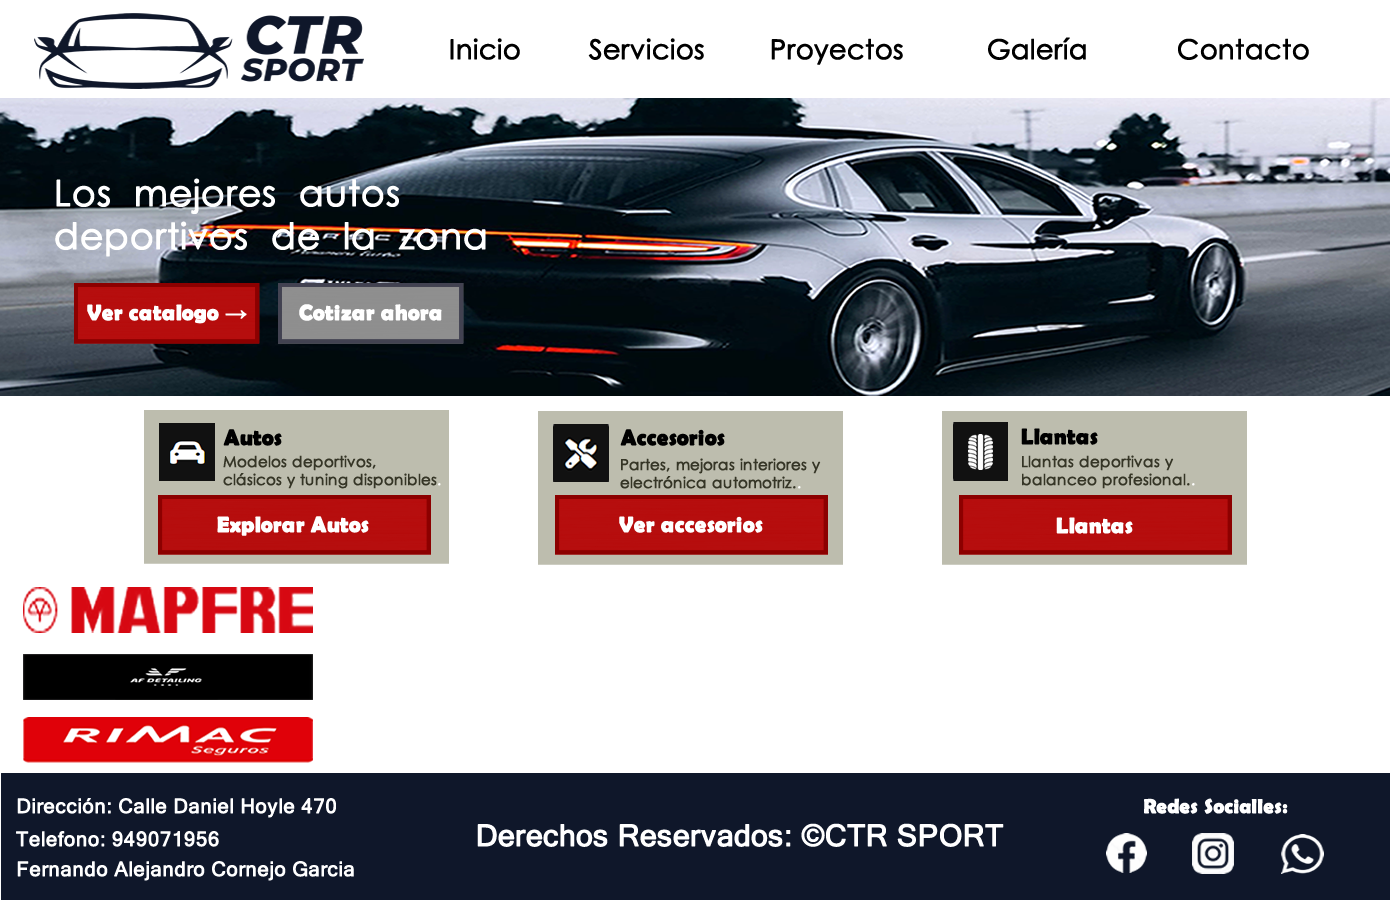 CTR
SPORT
Inicio
Servicios
Proyectos
Galería
Contacto
Los mejores autos
deportivos de la zona
Ver catalogo →
Cotizar ahora
Autos
Modelos deportivos,
clásicos y tuning disponibles.
Explorar Autos
Accesorios
Partes, mejoras interiores y
electrónica automotriz..
Ver accesorios
Llantas
Llantas deportivas y
balanceo profesional..
Llantas
MAPFRE
AF DETAILING
RIMAC
Seguros
Dirección: Calle Daniel Hoyle 470
Telefono: 949071956
Fernando Alejandro Cornejo Garcia
Derechos Reservados: ©CTR SPORT
Redes Socialles: